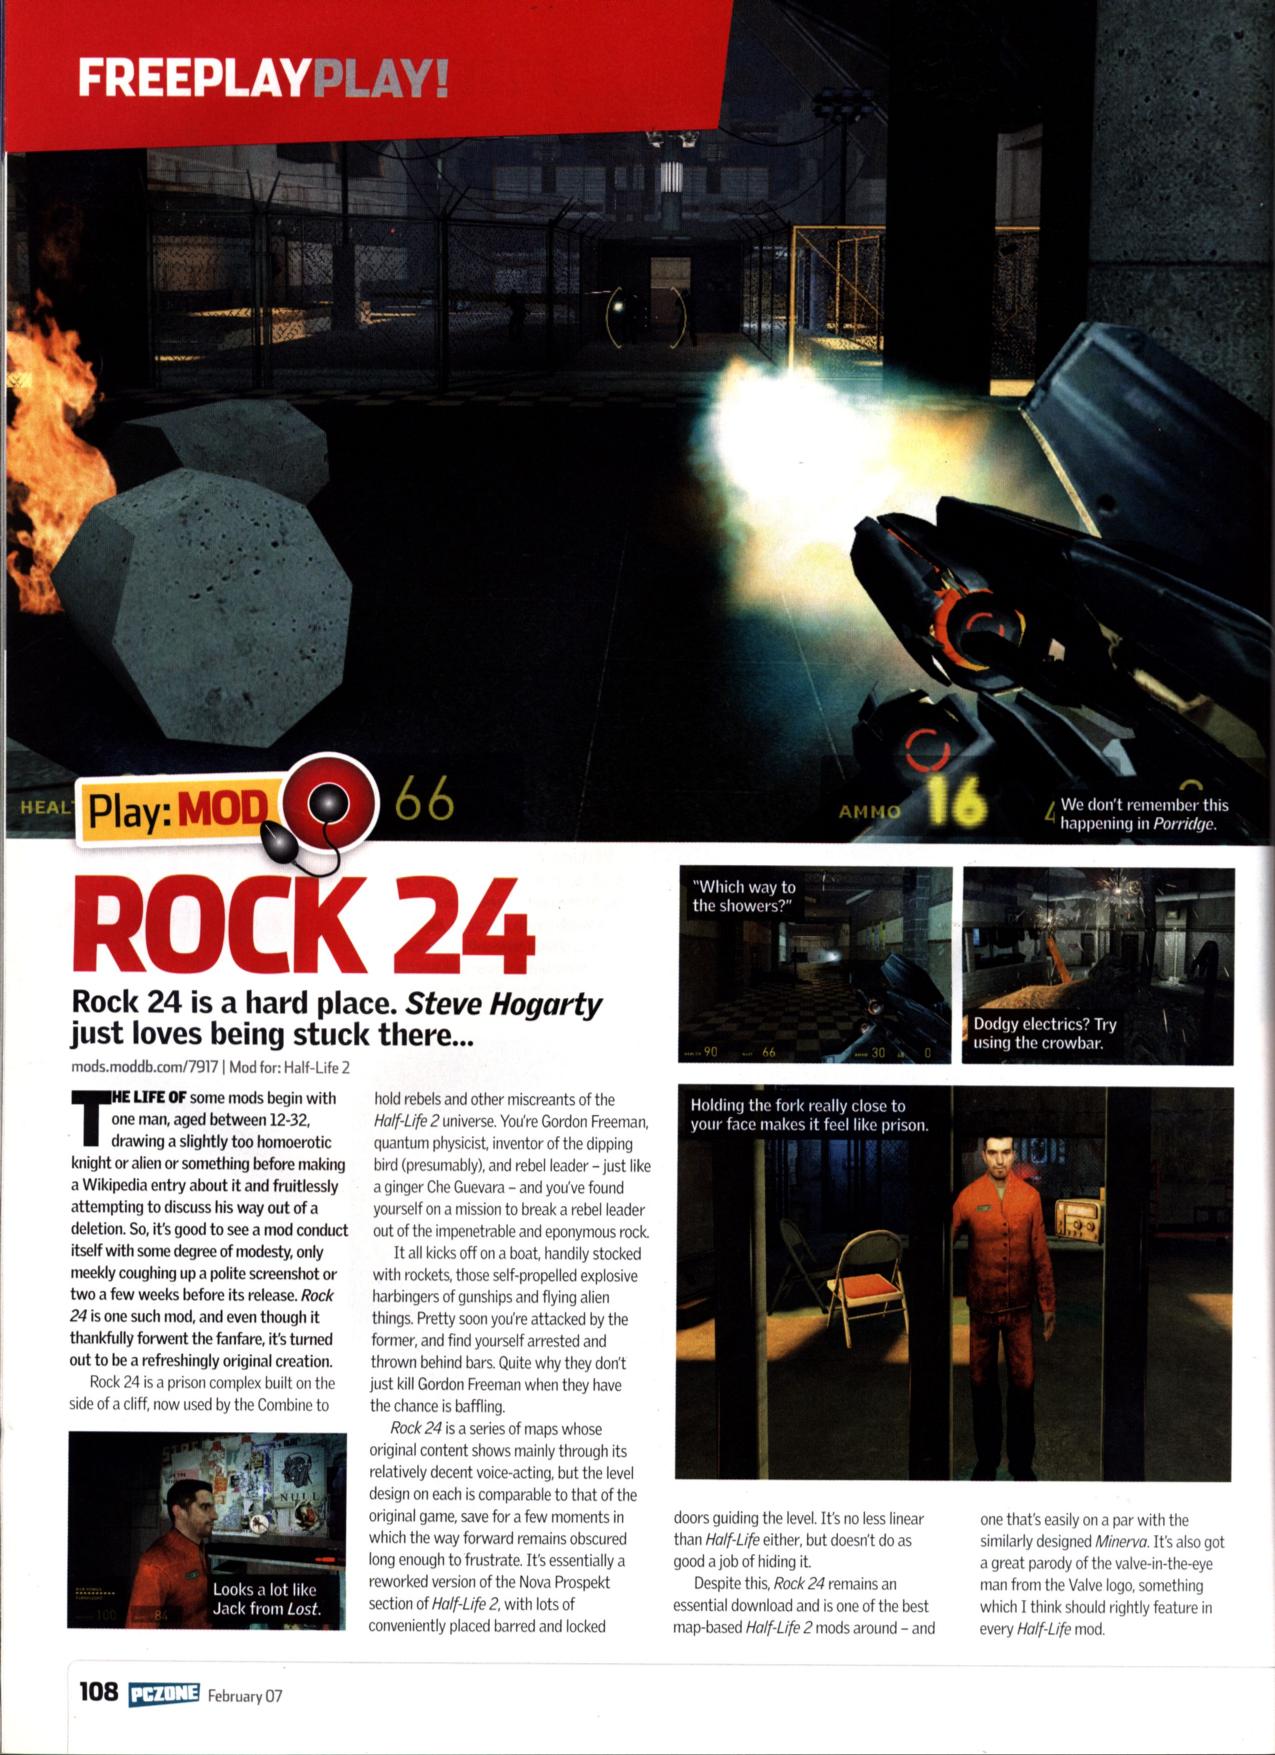 FREEPLAYPLAY!
HEAL
66
AMMO 16
4
We don't remember this
happening in Porridge.
Play: MOD
ROCK 24
Rock 24 is a hard place. Steve Hogarty
just loves being stuck there...
mods.moddb.com/7917 | Mod for: Half-Life 2
THE LIFE OF some mods begin with
one man, aged between 12-32,
drawing a slightly too homoerotic
knight or alien or something before making
a Wikipedia entry about it and fruitlessly
attempting to discuss his way out of a
deletion. So, it's good to see a mod conduct
itself with some degree of modesty, only
meekly coughing up a polite screenshot or
two a few weeks before its release. Rock
24 is one such mod, and even though it
thankfully forwent the fanfare, it's turned
out to be a refreshingly original creation.
Rock 24 is a prison complex built on the
side of a cliff, now used by the Combine to
NULL
100 84
Looks a lot like
Jack from Lost.
hold rebels and other miscreants of the
Half-Life 2 universe. You're Gordon Freeman,
quantum physicist, inventor of the dipping
bird (presumably), and rebel leader – just like
a ginger Che Guevara – and you've found
yourself on a mission to break a rebel leader
out of the impenetrable and eponymous rock.
It all kicks off on a boat, handily stocked
with rockets, those self-propelled explosive
harbingers of gunships and flying alien
things. Pretty soon you're attacked by the
former, and find yourself arrested and
thrown behind bars. Quite why they don't
just kill Gordon Freeman when they have
the chance is baffling.
Rock 24 is a series of maps whose
original content shows mainly through its
relatively decent voice-acting, but the level
design on each is comparable to that of the
original game, save for a few moments in
which the way forward remains obscured
long enough to frustrate. It's essentially a
reworked version of the Nova Prospekt
section of Half-Life 2, with lots of
conveniently placed barred and locked
"Which way to
the showers?"
90 66 30 0
Dodgy electrics? Try
using the crowbar.
Holding the fork really close to
your face makes it feel like prison.
doors guiding the level. It's no less linear
than Half-Life either, but doesn't do as
good a job of hiding it.
Despite this, Rock 24 remains an
essential download and is one of the best
map-based Half-Life 2 mods around – and
one that's easily on a par with the
similarly designed Minerva. It's also got
a great parody of the valve-in-the-eye
man from the Valve logo, something
which I think should rightly feature in
every Half-Life mod.
108 PCZONE February 07